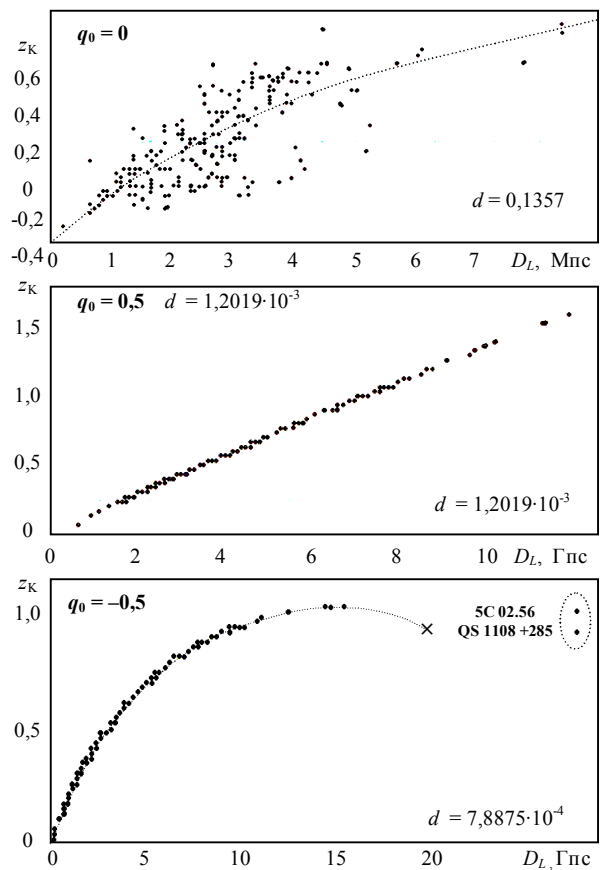 q₀ = 0
z_K
0,6
0,4
0,2
0
-0,2
-0,4
d = 0,1357
0 1 2 3 4 5 6 7 D_L, Мпс
z_K
q₀ = 0,5 d = 1,2019·10⁻³
1,5
1,0
0,5
0
d = 1,2019·10⁻³
0 2 4 6 8 10 D_L, Гпс
z_K
q₀ = –0,5
1,0
0,5
0
5C 02.56
QS 1108 +285
d = 7,8875·10⁻⁴
0 5 10 15 20 D_L, Гпс